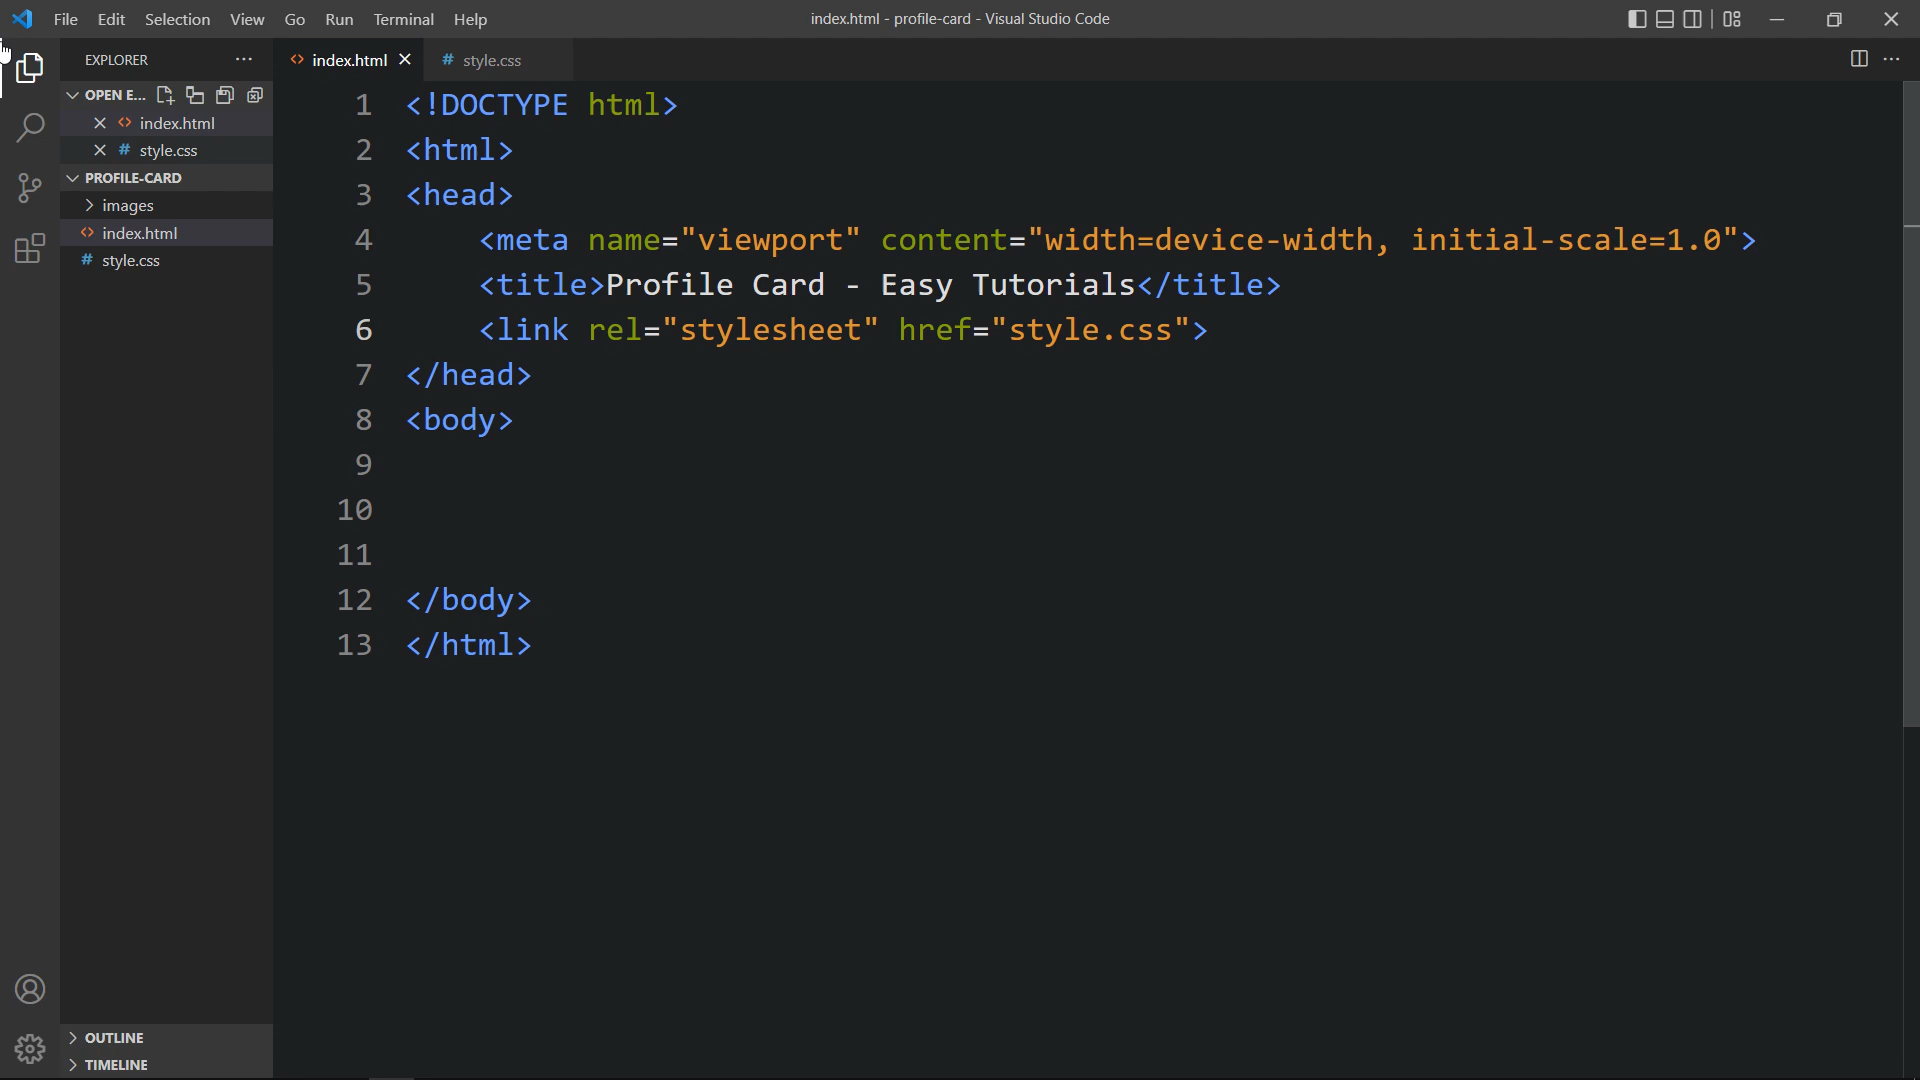 File Edit Selection View Go Run Terminal Help
index.html - profile-card - Visual Studio Code
EXPLORER
index.html
# style.css
OPEN E...
index.html
# style.css
PROFILE-CARD
images
index.html
# style.css
OUTLINE
TIMELINE
1 <!DOCTYPE html>
2 <html>
3 <head>
4     <meta name="viewport" content="width=device-width, initial-scale=1.0">
5     <title>Profile Card - Easy Tutorials</title>
6     <link rel="stylesheet" href="style.css">
7 </head>
8 <body>
9
10
11
12 </body>
13 </html>